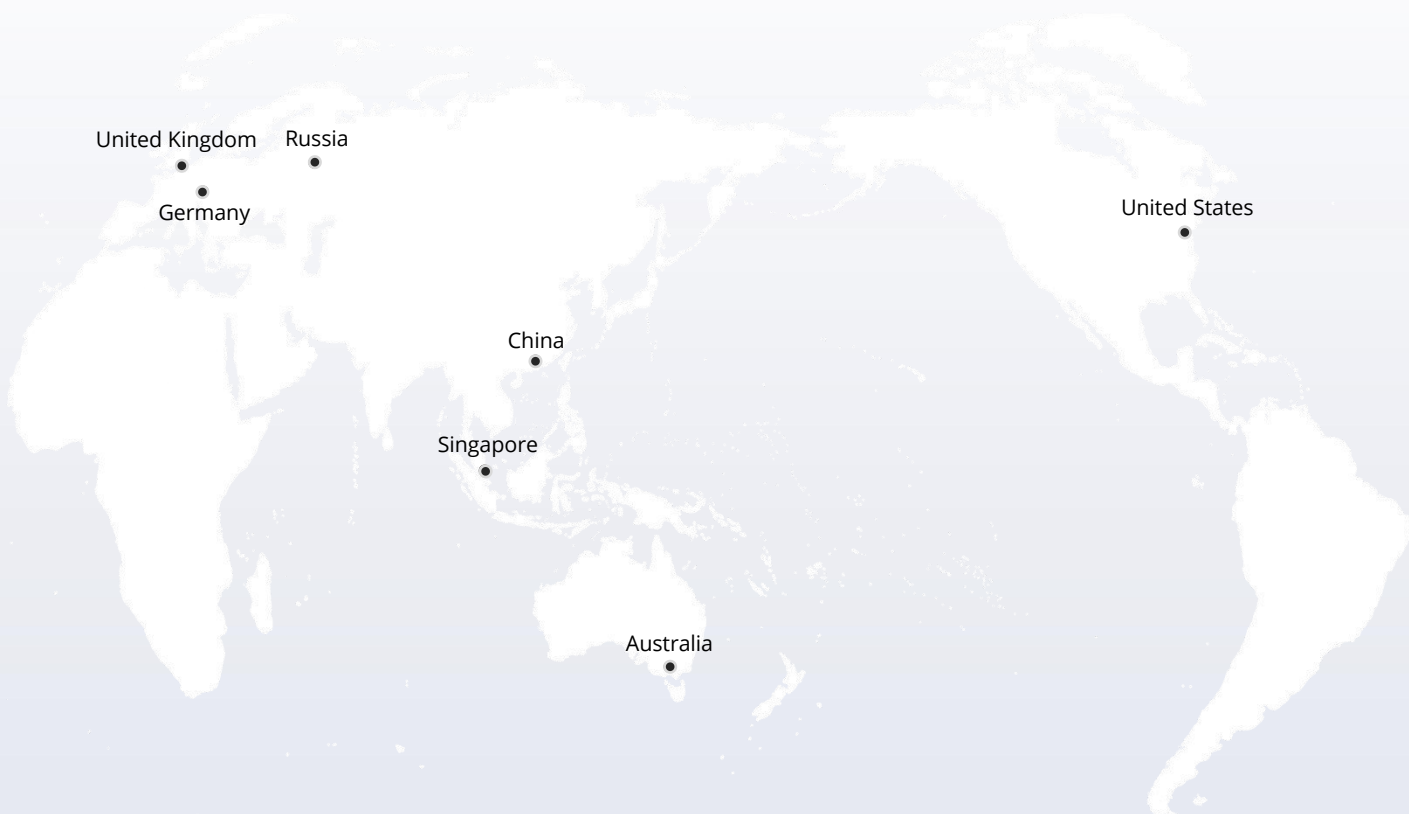 United Kingdom
Russia
Germany
United States
China
Singapore
Australia